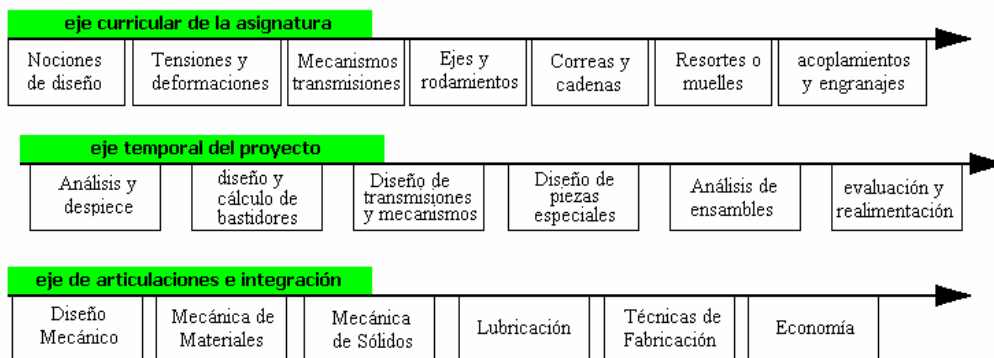 eje curricular de la asignatura
Nociones
de diseño
Tensiones y
deformaciones
Mecanismos
transmisiones
Ejes y
rodamientos
Correas y
cadenas
Resortes o
muelles
acoplamientos
y engranajes
eje temporal del proyecto
Análisis y
despiece
diseño y
cálculo de
bastidores
Diseño de
transmisiones
y mecanismos
Diseño de
piezas
especiales
Análisis de
ensambles
evaluación y
realimentación
eje de articulaciones e integración
Diseño
Mecánico
Mecánica de
Materiales
Mecánica
de Sólidos
Lubricación
Técnicas de
Fabricación
Economía